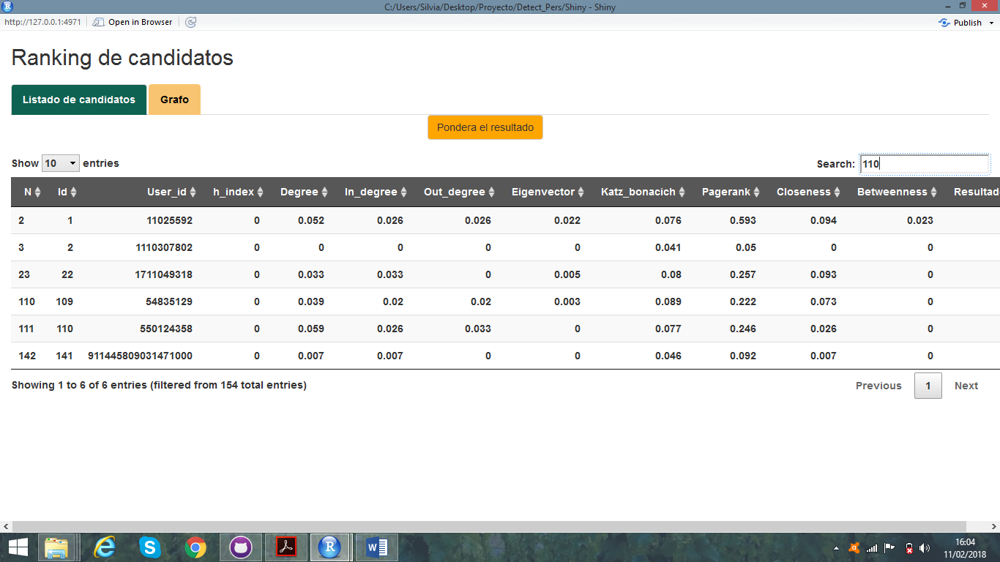 C:/Users/Silvia/Desktop/Proyecto/Detect_Pers/Shiny - Shiny
http://127.0.0.1:4971 Open in Browser Publish
Ranking de candidatos
Listado de candidatos Grafo
Pondera el resultado
Show 10 entries Search: 110
N Id User_id h_index Degree In_degree Out_degree Eigenvector Katz_bonacich Pagerank Closeness Betweenness Resultad
2 1 11025592 0 0.052 0.026 0.026 0.022 0.076 0.593 0.094 0.023
3 2 1110307802 0 0 0 0 0 0.041 0.05 0 0
23 22 1711049318 0 0.033 0.033 0 0.005 0.08 0.257 0.093 0
110 109 54835129 0 0.039 0.02 0.02 0.003 0.089 0.222 0.073 0
111 110 550124358 0 0.059 0.026 0.033 0 0.077 0.246 0.026 0
142 141 911445809031471000 0 0.007 0.007 0 0 0.046 0.092 0.007 0
Showing 1 to 6 of 6 entries (filtered from 154 total entries) Previous 1 Next
16:04
11/02/2018